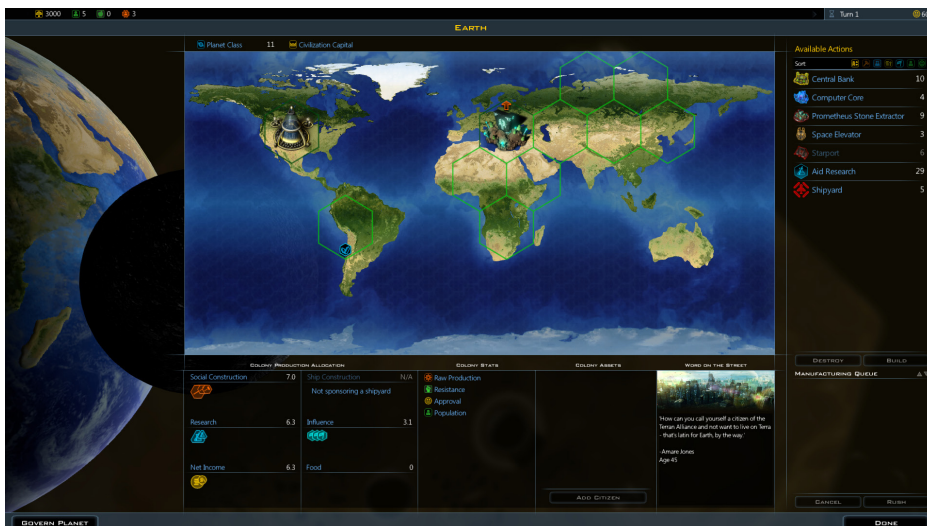 3000 5 0 3
Turn 1
EARTH
Planet Class 11 Civilization Capital
Available Actions
Sort
Central Bank 10
Computer Core 4
Prometheus Stone Extractor 9
Space Elevator 3
Starport 6
Aid Research 29
Shipyard 5
DESTROY BUILD
MANUFACTURING QUEUE
COLONY PRODUCTION ALLOCATION
COLONY STATS
COLONY ASSETS
WORD ON THE STREET
Social Construction 7.0
Ship Construction N/A
Not sponsoring a shipyard
Research 6.3
Influence 3.1
Net Income 6.3
Food 0
Raw Production
Resistance
Approval
Population
ADD CITIZEN
'How can you call yourself a citizen of the
Terran Alliance and not want to live on Terra
- that's latin for Earth, by the way.'
-Amare Jones
Age 45
CANCEL RUSH
GOVERN PLANET
DONE